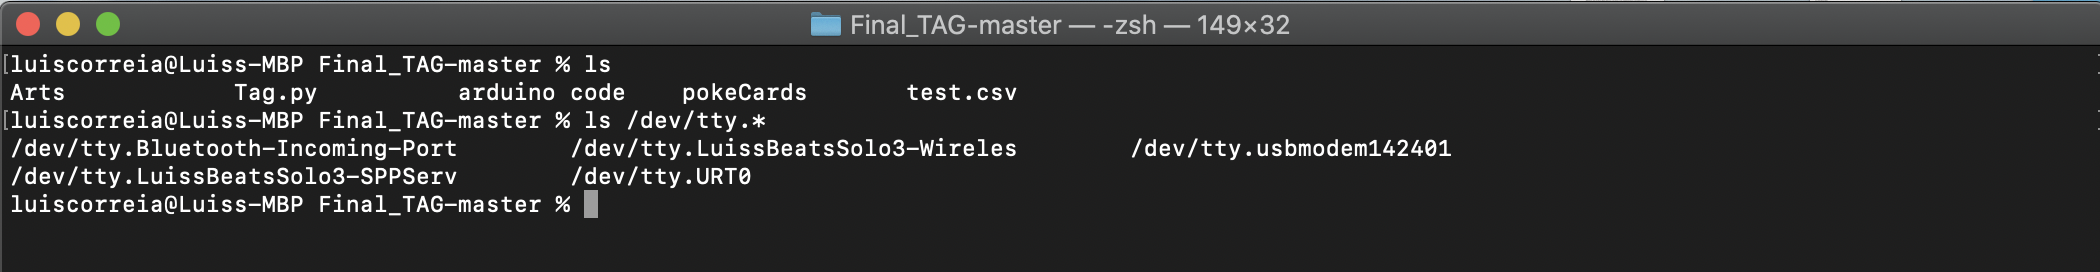 Final_TAG-master — -zsh — 149×32
[luiscorreia@Luiss-MBP Final_TAG-master % ls
Arts Tag.py arduino code pokeCards test.csv
[luiscorreia@Luiss-MBP Final_TAG-master % ls /dev/tty.*
/dev/tty.Bluetooth-Incoming-Port /dev/tty.LuissBeatsSolo3-Wireles /dev/tty.usbmodem142401
/dev/tty.LuissBeatsSolo3-SPPServ /dev/tty.URT0
luiscorreia@Luiss-MBP Final_TAG-master %